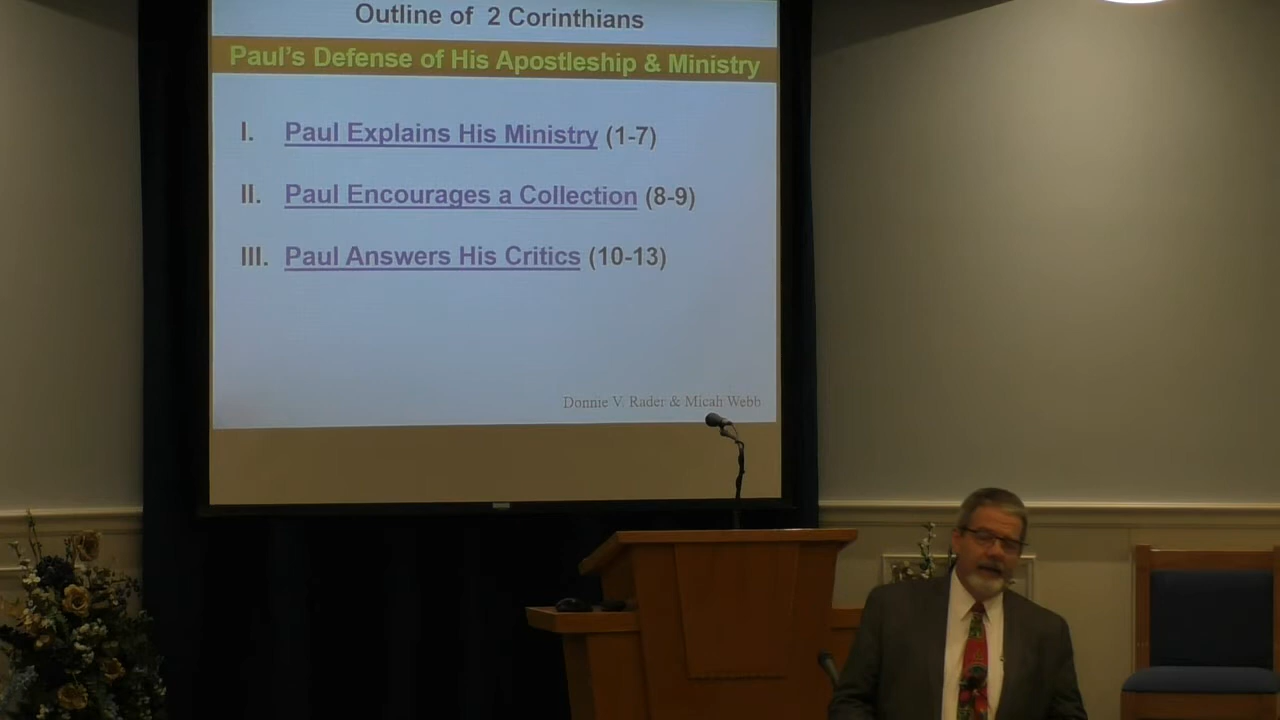 Outline of 2 Corinthians
Paul's Defense of His Apostleship & Ministry
I. Paul Explains His Ministry (1-7)
II. Paul Encourages a Collection (8-9)
III. Paul Answers His Critics (10-13)
Donnie V. Rader & Micah Webb